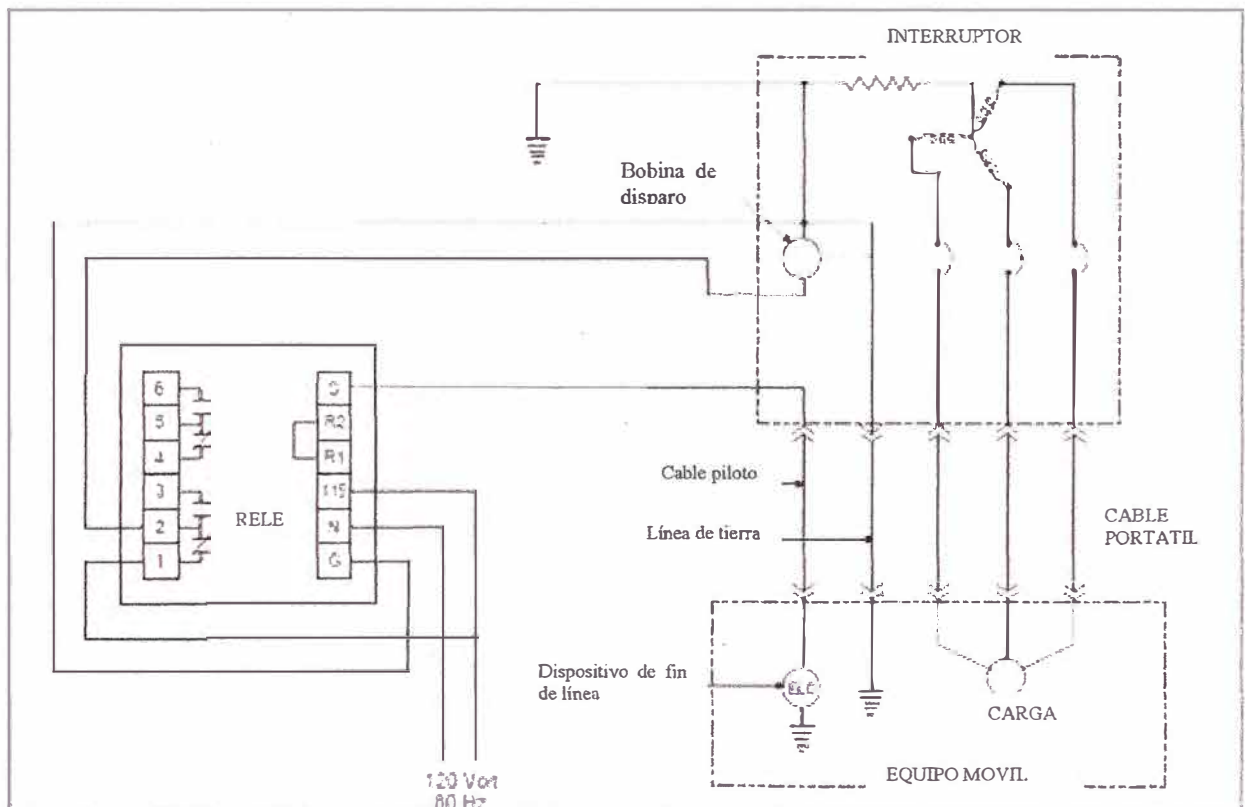 INTERRUPTOR
Bobina de
disparo
6
5
4
3
2
1
RELE
R2
R1
115
N
G
Cable piloto
Línea de tierra
CABLE
PORTATIL
Dispositivo de fin
de línea
CARGA
EQUIPO MOVIL
120 Volt